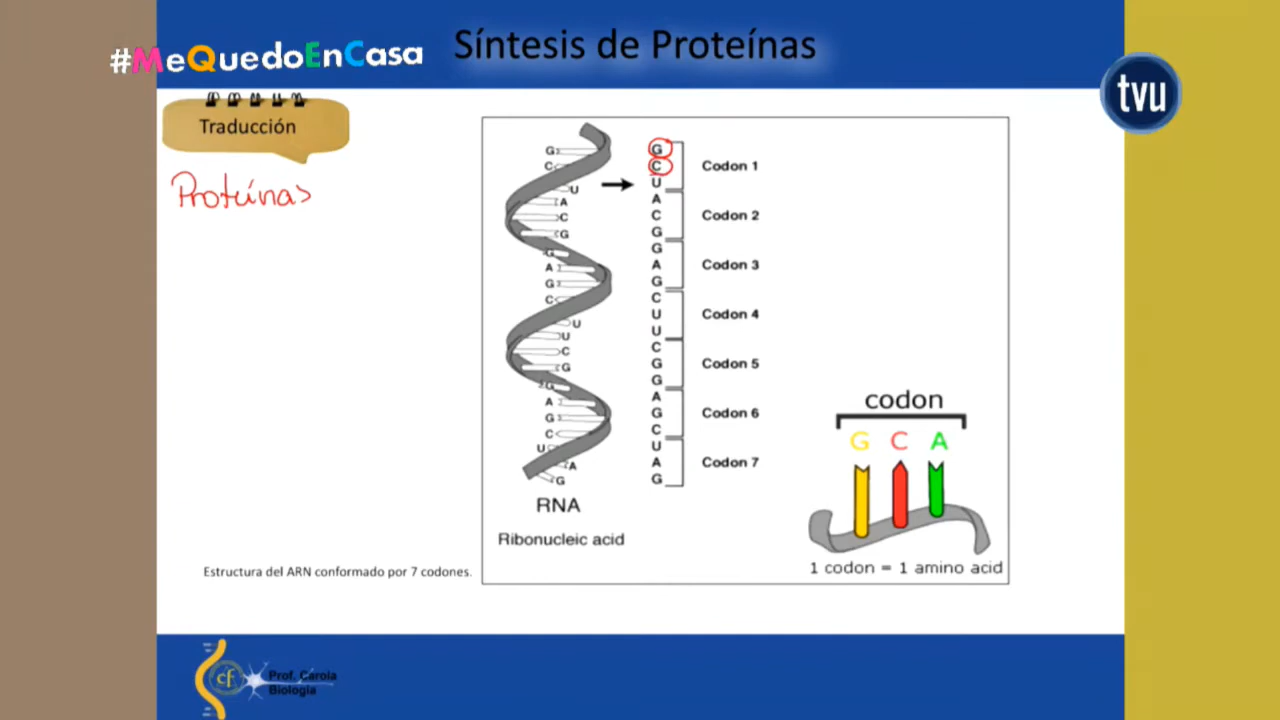 #MeQuedoEnCasa
Síntesis de Proteínas
tvu
Traducción
Proteínas
G
C
U
A
C
G
G
A
G
C
U
U
C
G
G
A
G
C
U
A
G
RNA
Ribonucleic acid
G
C
U
A
C
G
G
A
G
C
U
U
C
G
G
A
G
C
U
A
G
Codon 1
Codon 2
Codon 3
Codon 4
Codon 5
Codon 6
Codon 7
codon
G C A
1 codon = 1 amino acid
Estructura del ARN conformado por 7 codones.
cf
Prof. Carola
Biología